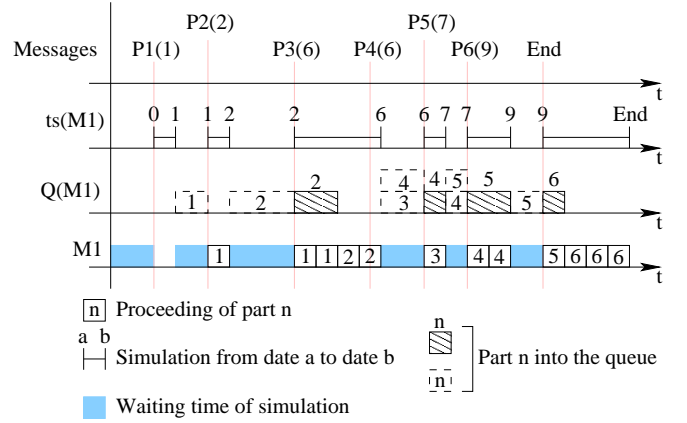 P2(2) P5(7)
Messages P1(1) P3(6) P4(6) P6(9) End
t
ts(M1) 0 1 1 2 2 6 6 7 7 9 9 End
t
2 4 4 5 5 6
Q(M1) 1 2 3 4 5
t
M1 1 1 1 2 2 3 4 4 5 6 6 6
t
n Proceeding of part n
a b n
Simulation from date a to date b Part n into the queue
n
Waiting time of simulation